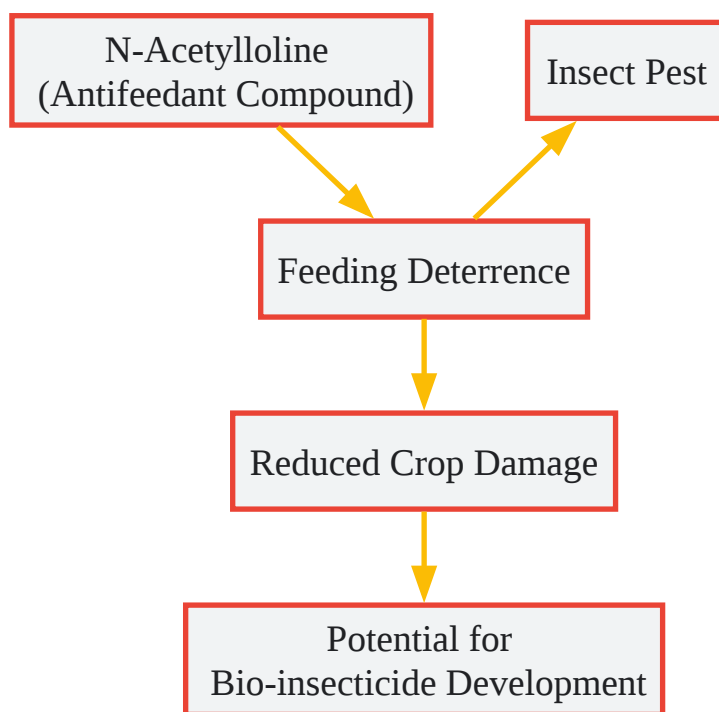 N-Acetylloline
(Antifeedant Compound)
Insect Pest
Feeding Deterrence
Reduced Crop Damage
Potential for
Bio-insecticide Development